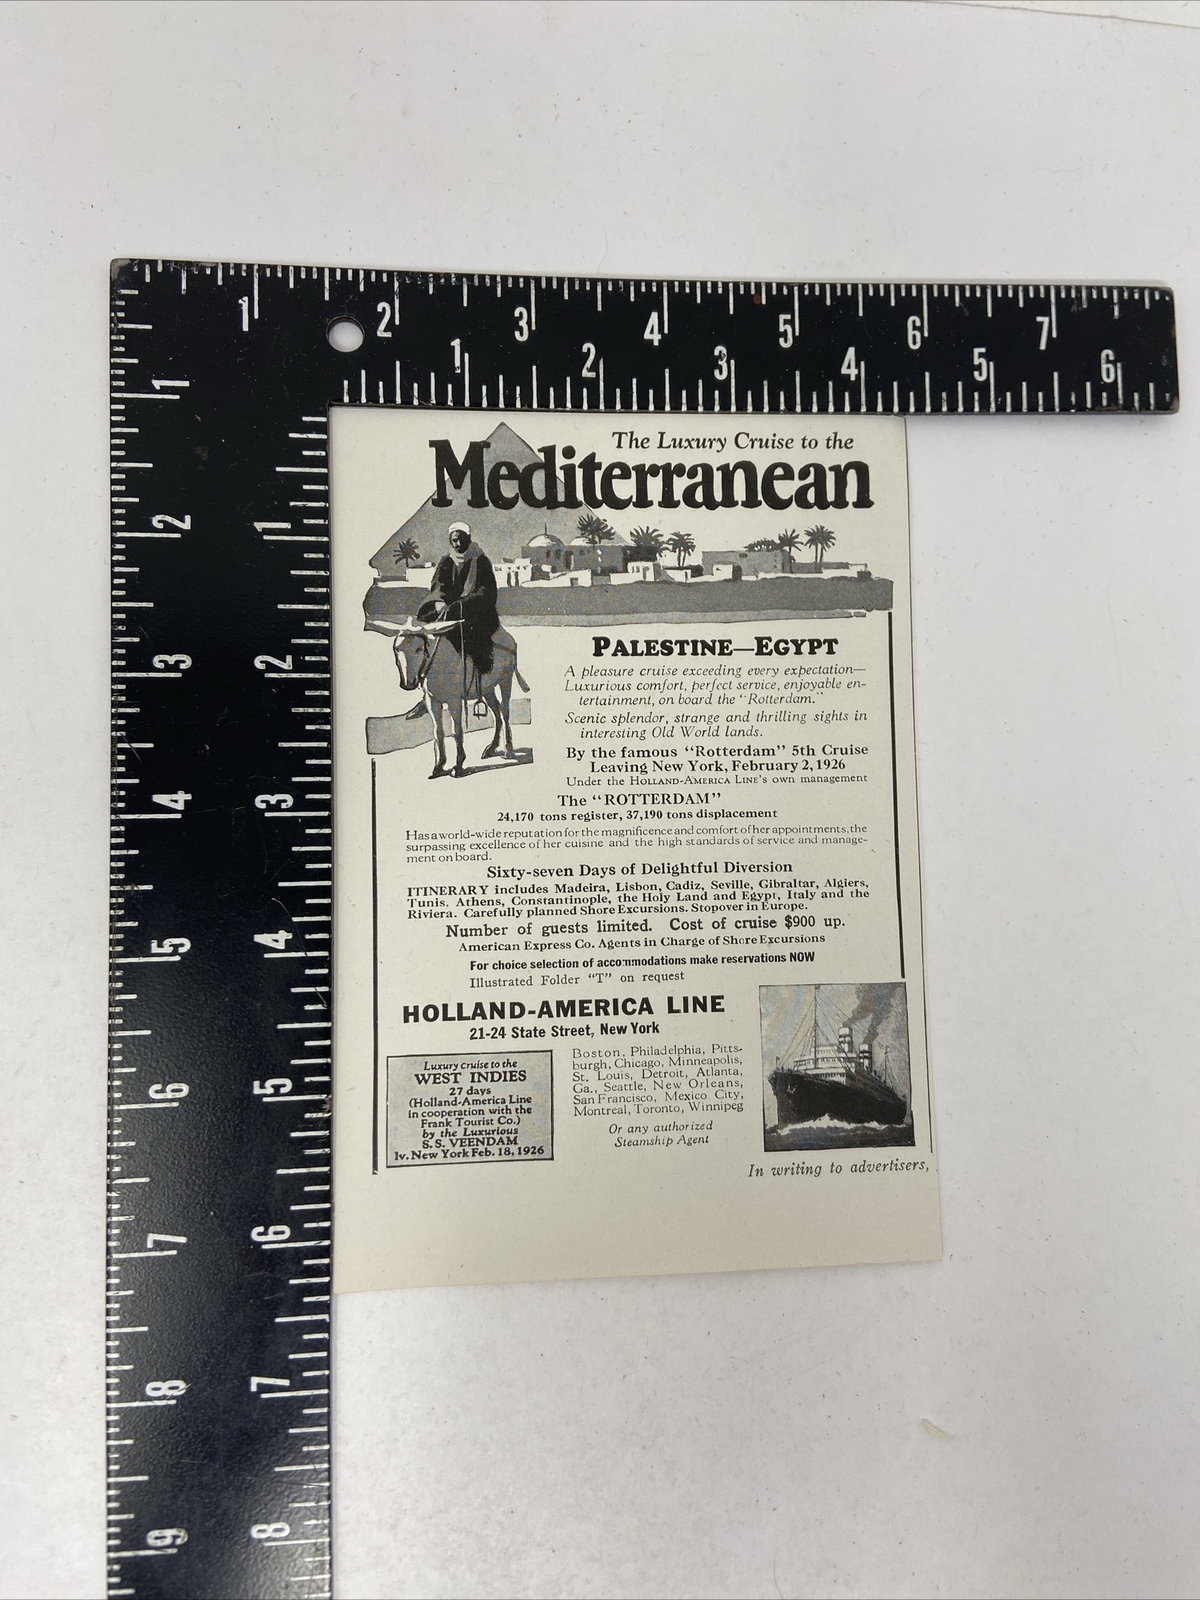 1 2 3 4 5 6 7
1 2 3 4 5 6
1 2 3 4 5 6 7 8 9
1 2 3 4 5 6 7 8
The Luxury Cruise to the
Mediterranean
PALESTINE—EGYPT
A pleasure cruise exceeding every expectation—
Luxurious comfort, perfect service, enjoyable en-
tertainment, on board the "Rotterdam."
Scenic splendor, strange and thrilling sights in
interesting Old World lands.
By the famous "Rotterdam" 5th Cruise
Leaving New York, February 2, 1926
Under the HOLLAND-AMERICA LINE'S own management
The "ROTTERDAM"
24,170 tons register, 37,190 tons displacement
Has a world-wide reputation for the magnificence and comfort of her appointments, the
surpassing excellence of her cuisine and the high standards of service and manage-
ment on board.
Sixty-seven Days of Delightful Diversion
ITINERARY includes Madeira, Lisbon, Cadiz, Seville, Gibraltar, Algiers,
Tunis, Athens, Constantinople, the Holy Land and Egypt, Italy and the
Riviera. Carefully planned Shore Excursions. Stopover in Europe.
Number of guests limited. Cost of cruise $900 up.
American Express Co. Agents in Charge of Shore Excursions
For choice selection of accommodations make reservations NOW
Illustrated Folder "T" on request
HOLLAND-AMERICA LINE
21-24 State Street, New York
Luxury cruise to the
WEST INDIES
27 days
(Holland-America Line
in cooperation with the
Frank Tourist Co.)
by the Luxurious
S.S. VEENDAM
lv. New York Feb. 18, 1926
Boston, Philadelphia, Pitts-
burgh, Chicago, Minneapolis,
St. Louis, Detroit, Atlanta,
Ga., Seattle, New Orleans,
San Francisco, Mexico City,
Montreal, Toronto, Winnipeg
Or any authorized
Steamship Agent
In writing to advertisers,